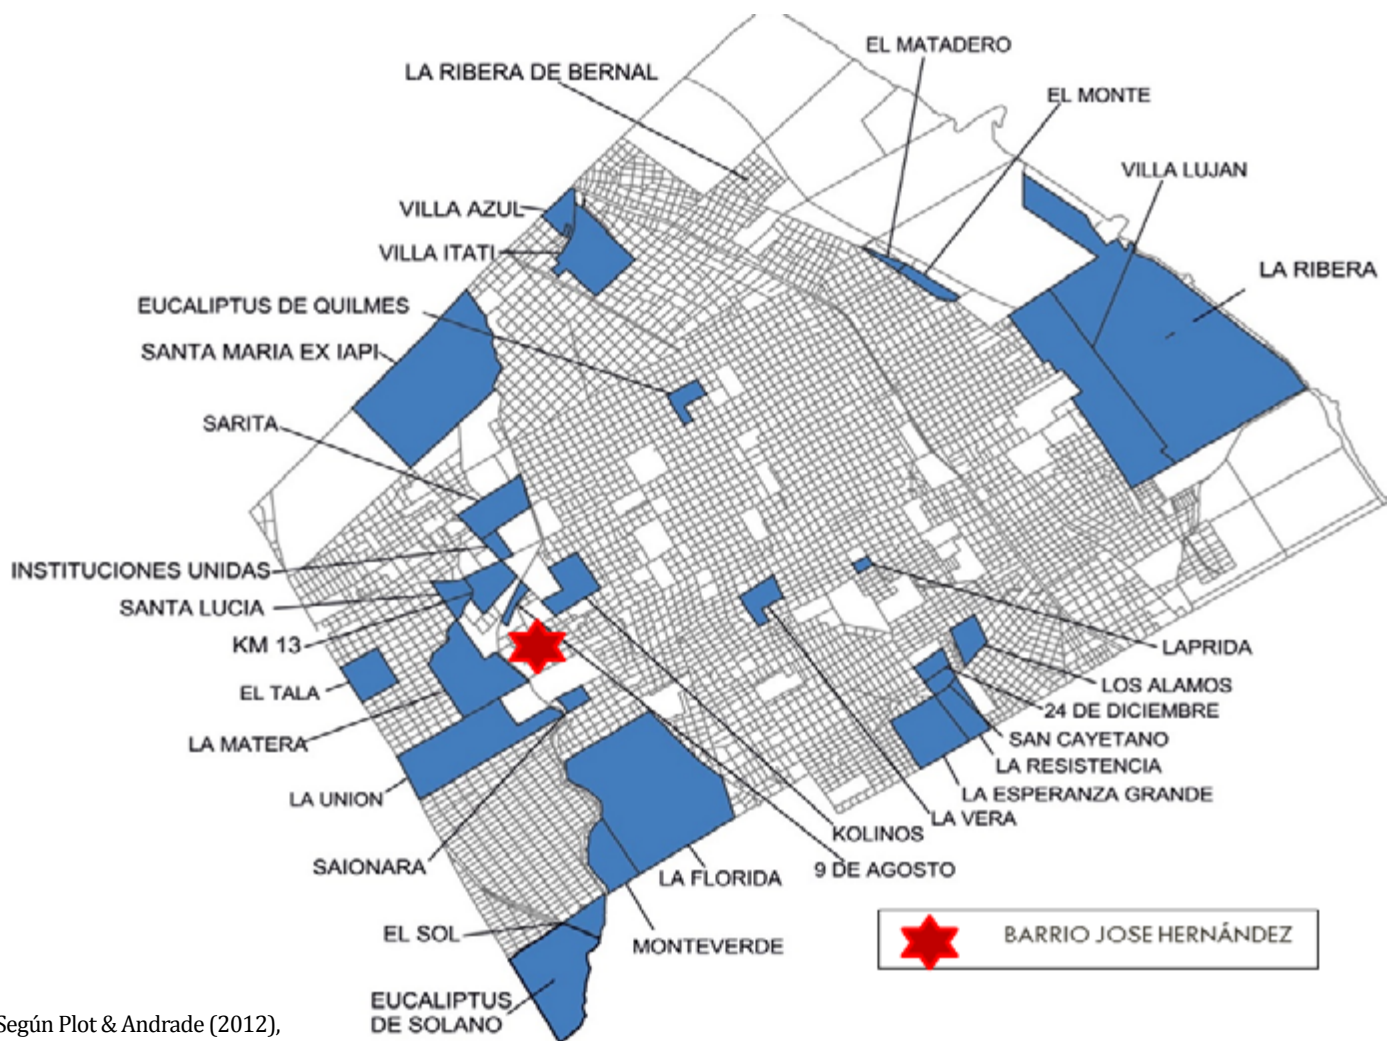 EL MATADERO
LA RIBERA DE BERNAL
EL MONTE
VILLA LUJAN
VILLA AZUL
VILLA ITATI
LA RIBERA
EUCALIPTUS DE QUILMES
SANTA MARIA EX IAPI
SARITA
INSTITUCIONES UNIDAS
SANTA LUCIA
KM 13
LAPRIDA
EL TALA
LOS ALAMOS
24 DE DICIEMBRE
LA MATERA
SAN CAYETANO
LA RESISTENCIA
LA UNION
LA ESPERANZA GRANDE
LA VERA
KOLINOS
SAIONARA
9 DE AGOSTO
LA FLORIDA
EL SOL
MONTEVERDE
BARRIO JOSE HERNÁNDEZ
EUCALIPTUS
DE SOLANO
Según Plot & Andrade (2012),